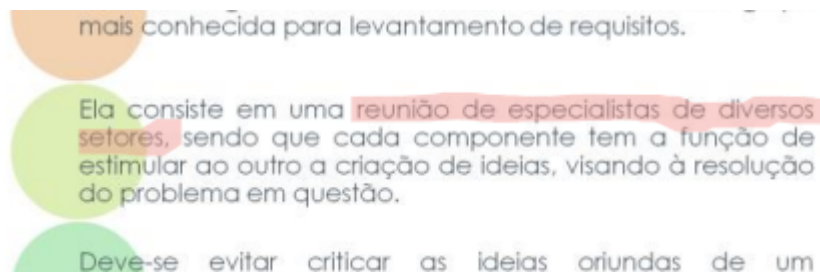 mais conhecida para levantamento de requisitos.
Ela consiste em uma reunião de especialistas de diversos
setores, sendo que cada componente tem a função de
estimular ao outro a criação de ideias, visando à resolução
do problema em questão.
Deve-se evitar criticar as ideias oriundas de um